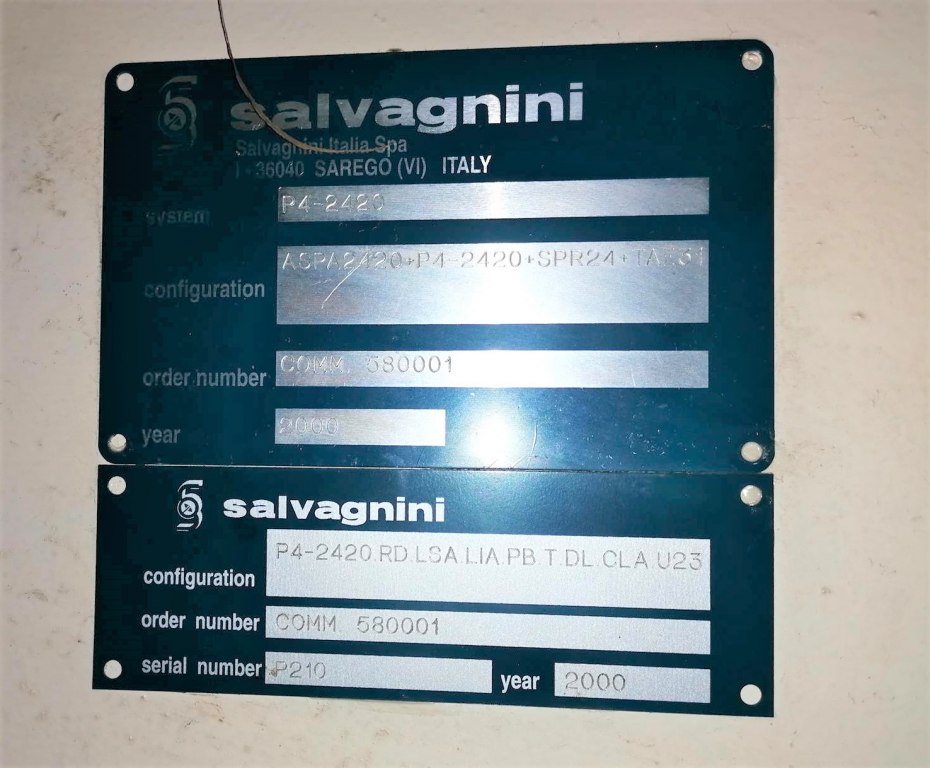 salvagnini
Salvagnini Italia Spa
I - 36040 SAREGO (VI) ITALY
system P4-2420
configuration ASPA2420+P4-2420+SPR24+
order number COMM. 580001
year 2000
salvagnini
configuration P4-2420.RD.LSA.LIA.PB.T.DL.CLA.U23
order number COMM 580001
serial number P210 year 2000